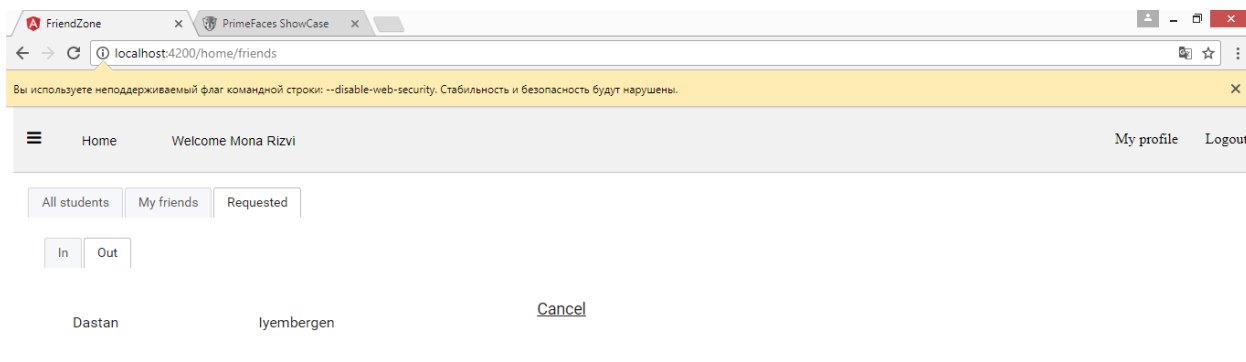 FriendZone PrimeFaces ShowCase
localhost:4200/home/friends
Вы используете неподдерживаемый флаг командной строки: --disable-web-security. Стабильность и безопасность будут нарушены.
Home Welcome Mona Rizvi My profile Logout
All students My friends Requested
In Out
Cancel
Dastan Iyembergen